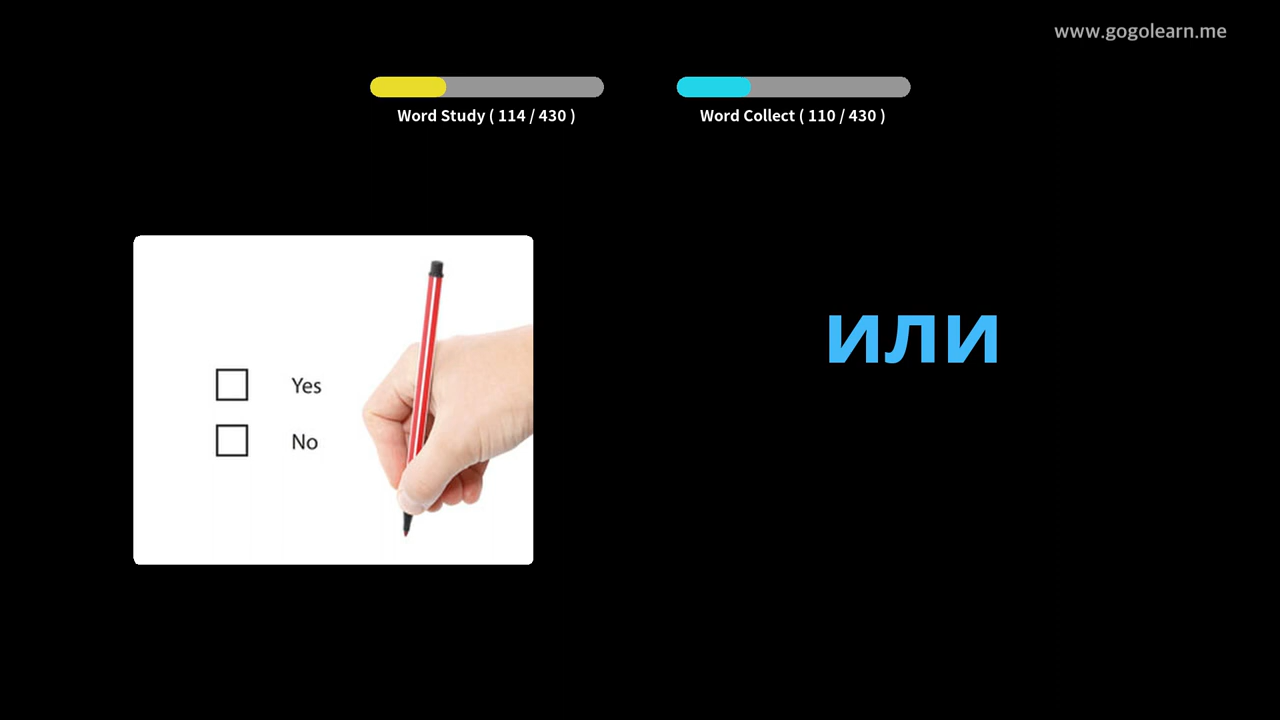 www.gogolearn.me
Word Study ( 114 / 430 )
Word Collect ( 110 / 430 )
или
Yes
No